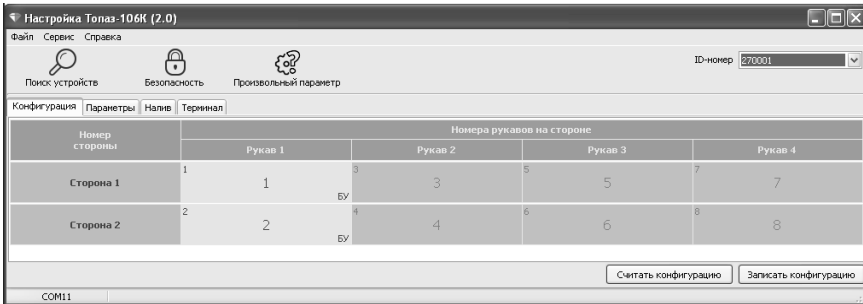 Настройка Топаз-106К (2.0)
Файл Сервис Справка
Поиск устройств Безопасность Произвольный параметр ID-номер 270001
Конфигурация Параметры Налив Терминал
Номер стороны Номера рукавов на стороне
Рукав 1 Рукав 2 Рукав 3 Рукав 4
1 3 5 7
Сторона 1 1 3 5 7
БУ
2 4 6 8
Сторона 2 2 4 6 8
БУ
Считать конфигурацию Записать конфигурацию
COM11